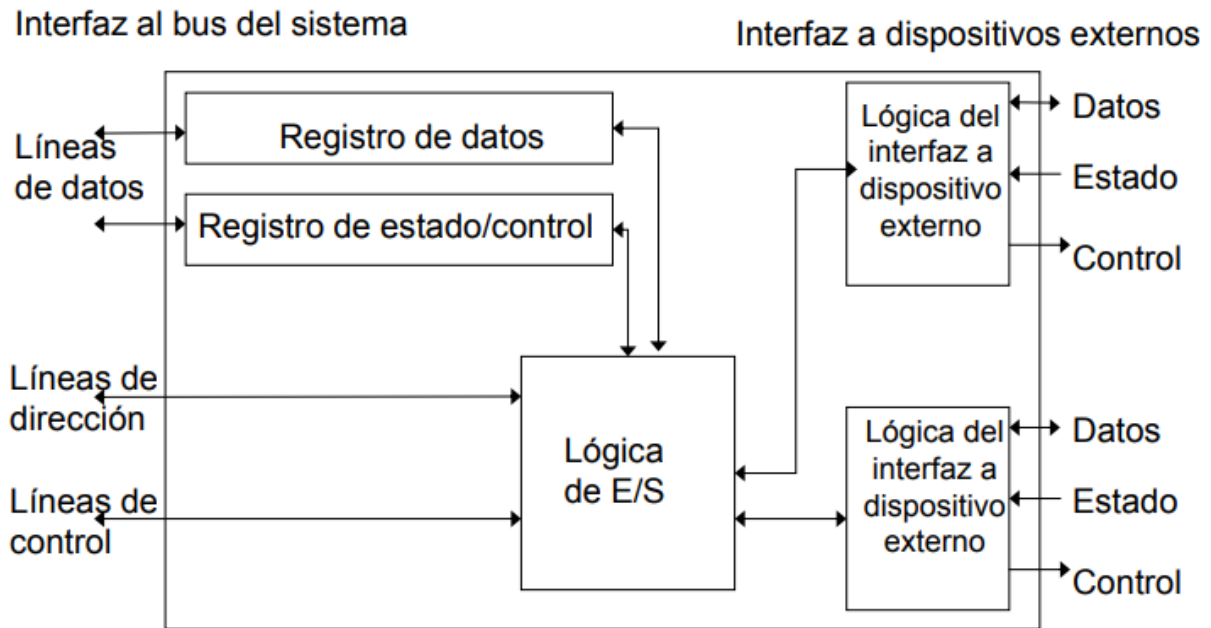 Interfaz al bus del sistema
Interfaz a dispositivos externos
Líneas
de datos
Registro de datos
Registro de estado/control
Lógica del
interfaz a
dispositivo
externo
Datos
Estado
Control
Líneas de
dirección
Líneas de
control
Lógica
de E/S
Lógica del
interfaz a
dispositivo
externo
Datos
Estado
Control